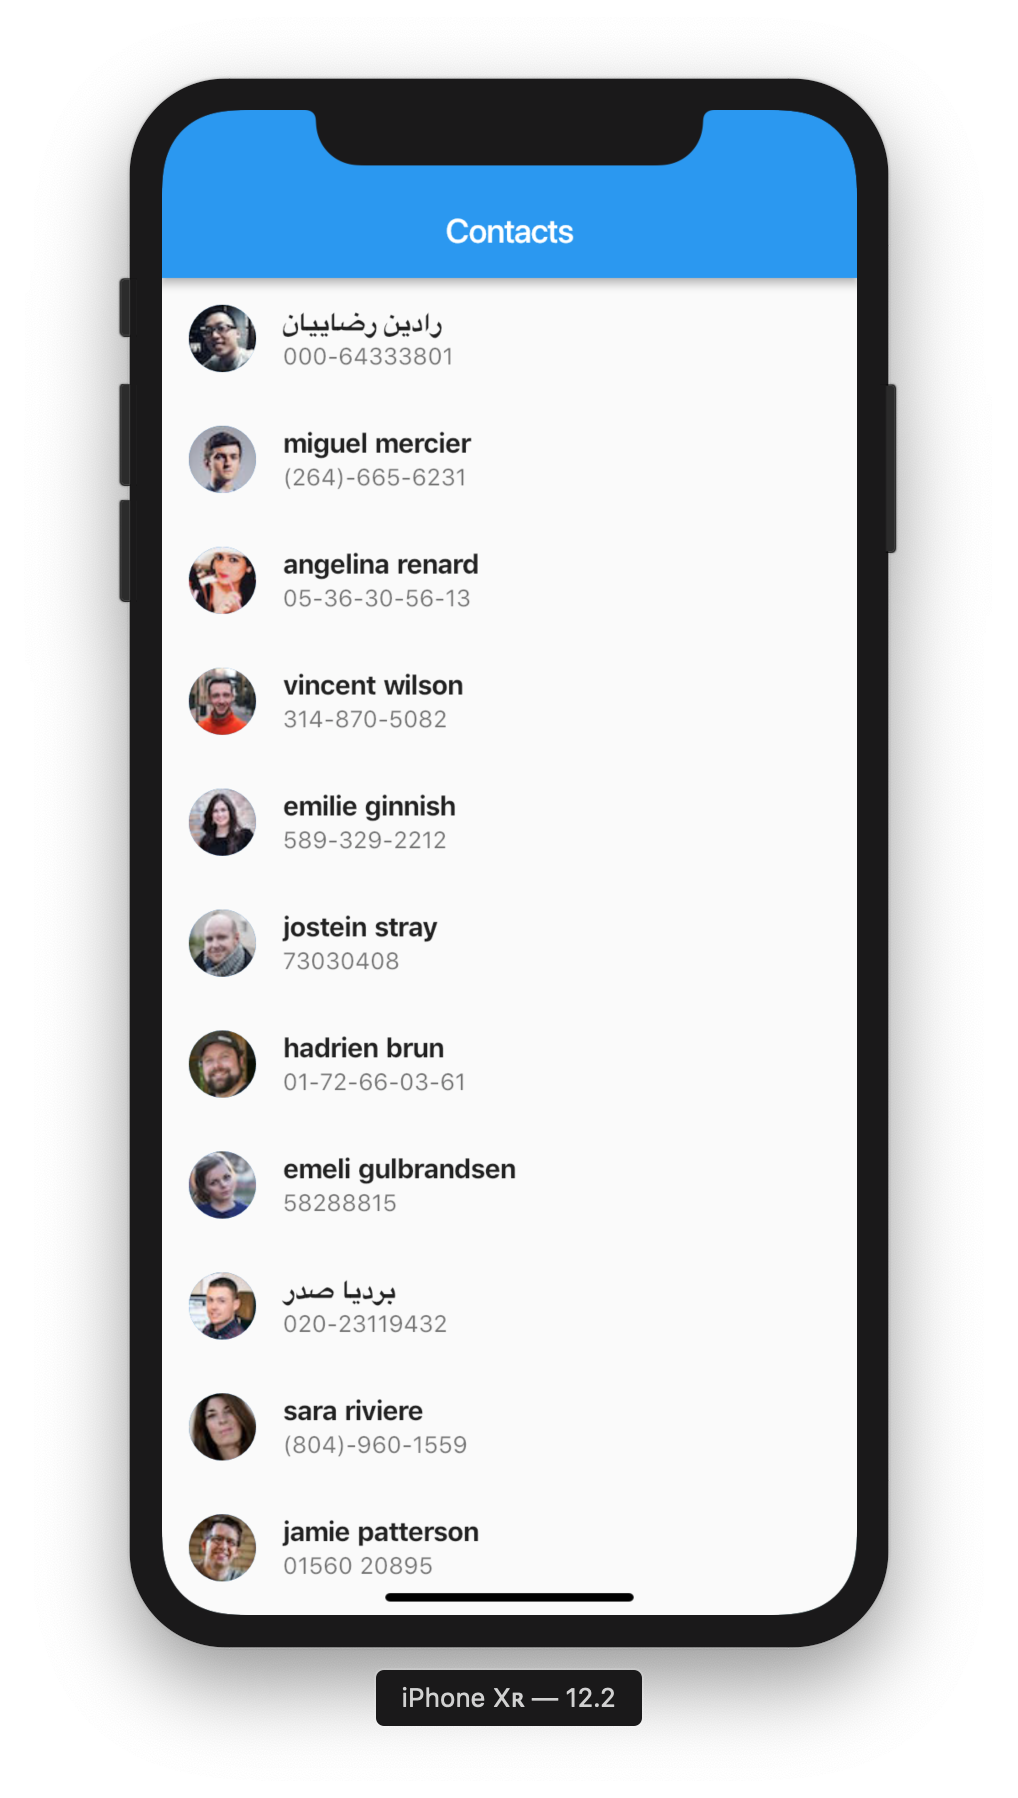 Contacts
رادین رضاییان
000-64333801
miguel mercier
(264)-665-6231
angelina renard
05-36-30-56-13
vincent wilson
314-870-5082
emilie ginnish
589-329-2212
jostein stray
73030408
hadrien brun
01-72-66-03-61
emeli gulbrandsen
58288815
بردیا صدر
020-23119432
sara riviere
(804)-960-1559
jamie patterson
01560 20895
iPhone Xʀ — 12.2